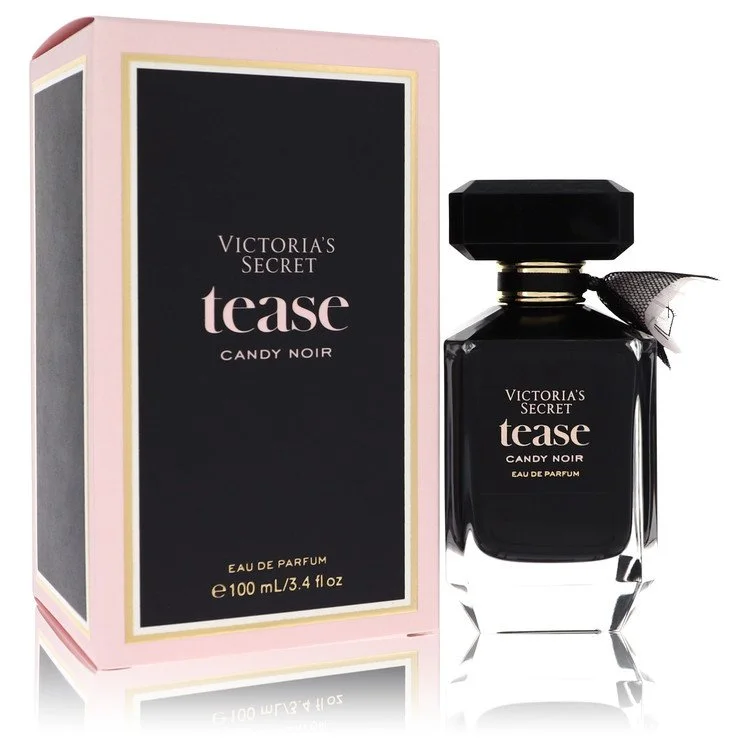 VICTORIA'S
SECRET
tease
CANDY NOIR
EAU DE PARFUM
e100 mL/3.4 fl oz
VICTORIA'S
SECRET
tease
CANDY NOIR
EAU DE PARFUM